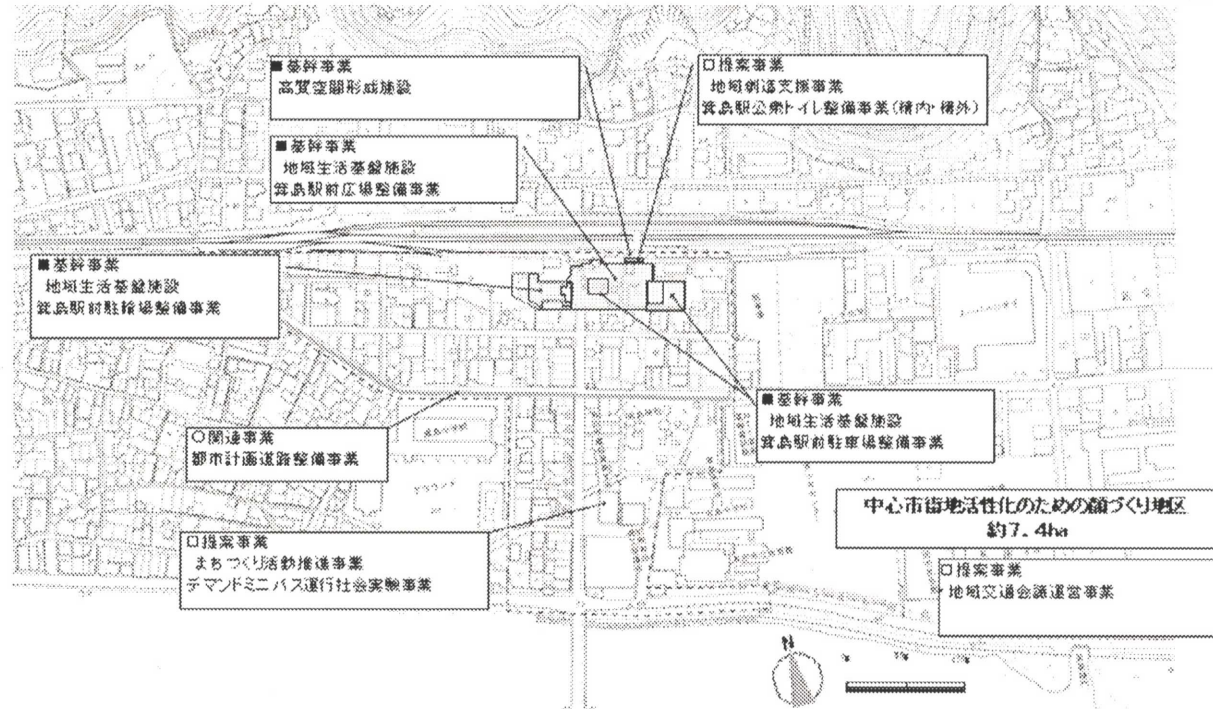 ■基幹事業
高質空間形成施設
□提案事業
地域創造支援事業
箕島駅公衆トイレ整備事業(構内・構外)
■基幹事業
地域生活基盤施設
箕島駅前広場整備事業
■基幹事業
地域生活基盤施設
箕島駅前駐輪場整備事業
■基幹事業
地域生活基盤施設
箕島駅前駐車場整備事業
○関連事業
都市計画道路整備事業
中心市街地活性化のための顔づくり地区
約7.4ha
□提案事業
まちづくり活動推進事業
デマンドミニバス運行社会実験事業
□提案事業
地域交通会議運営事業
グラウンド
N